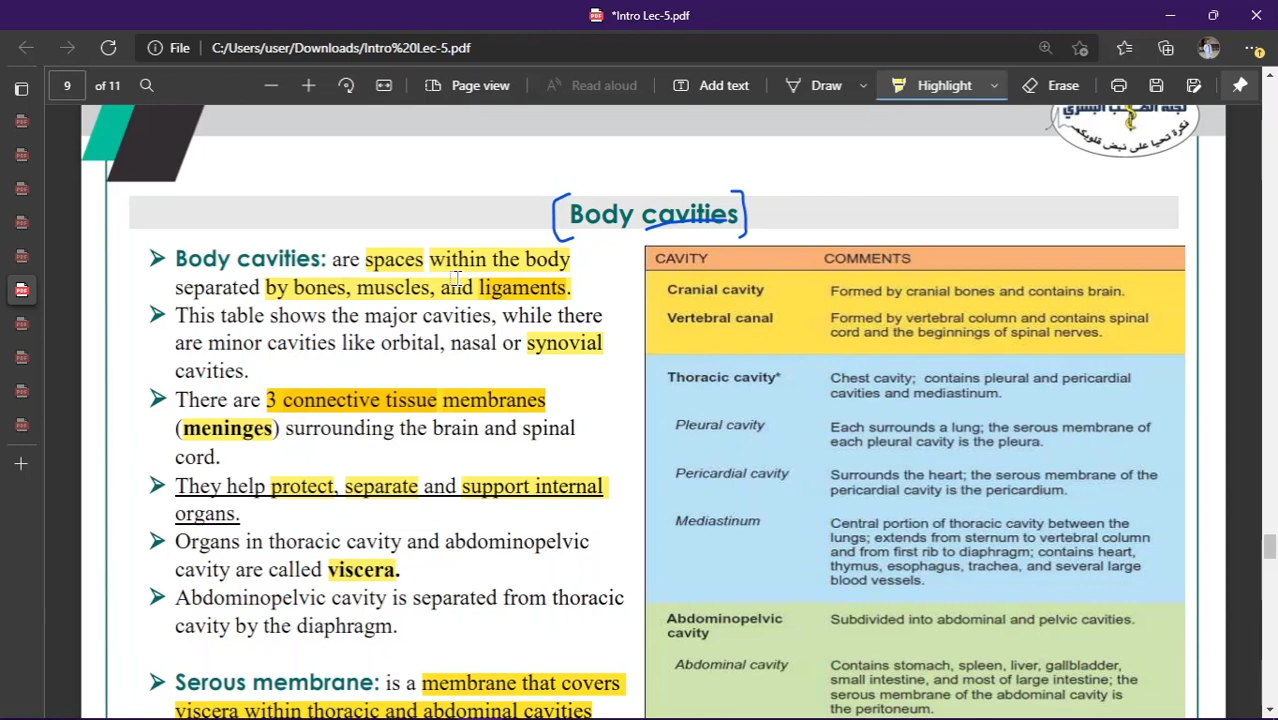 *Intro Lec-5.pdf
File
C:/Users/user/Downloads/Intro%20Lec-5.pdf
9 of 11
Page view
Read aloud
Add text
Draw
Highlight
Erase
نكرة تحيا على نبض قلوبكم
Body cavities
Body cavities: are spaces within the body
separated by bones, muscles, and ligaments.
This table shows the major cavities, while there
are minor cavities like orbital, nasal or synovial
cavities.
There are 3 connective tissue membranes
(meninges) surrounding the brain and spinal
cord.
They help protect, separate and support internal
organs.
Organs in thoracic cavity and abdominopelvic
cavity are called viscera.
Abdominopelvic cavity is separated from thoracic
cavity by the diaphragm.
Serous membrane: is a membrane that covers
viscera within thoracic and abdominal cavities
CAVITY COMMENTS
Cranial cavity Formed by cranial bones and contains brain.
Vertebral canal Formed by vertebral column and contains spinal
cord and the beginnings of spinal nerves.
Thoracic cavity* Chest cavity; contains pleural and pericardial
cavities and mediastinum.
Pleural cavity Each surrounds a lung; the serous membrane of
each pleural cavity is the pleura.
Pericardial cavity Surrounds the heart; the serous membrane of the
pericardial cavity is the pericardium.
Mediastinum Central portion of thoracic cavity between the
lungs; extends from sternum to vertebral column
and from first rib to diaphragm; contains heart,
thymus, esophagus, trachea, and several large
blood vessels.
Abdominopelvic Subdivided into abdominal and pelvic cavities.
cavity
Abdominal cavity Contains stomach, spleen, liver, gallbladder,
small intestine, and most of large intestine; the
serous membrane of the abdominal cavity is
the peritoneum.